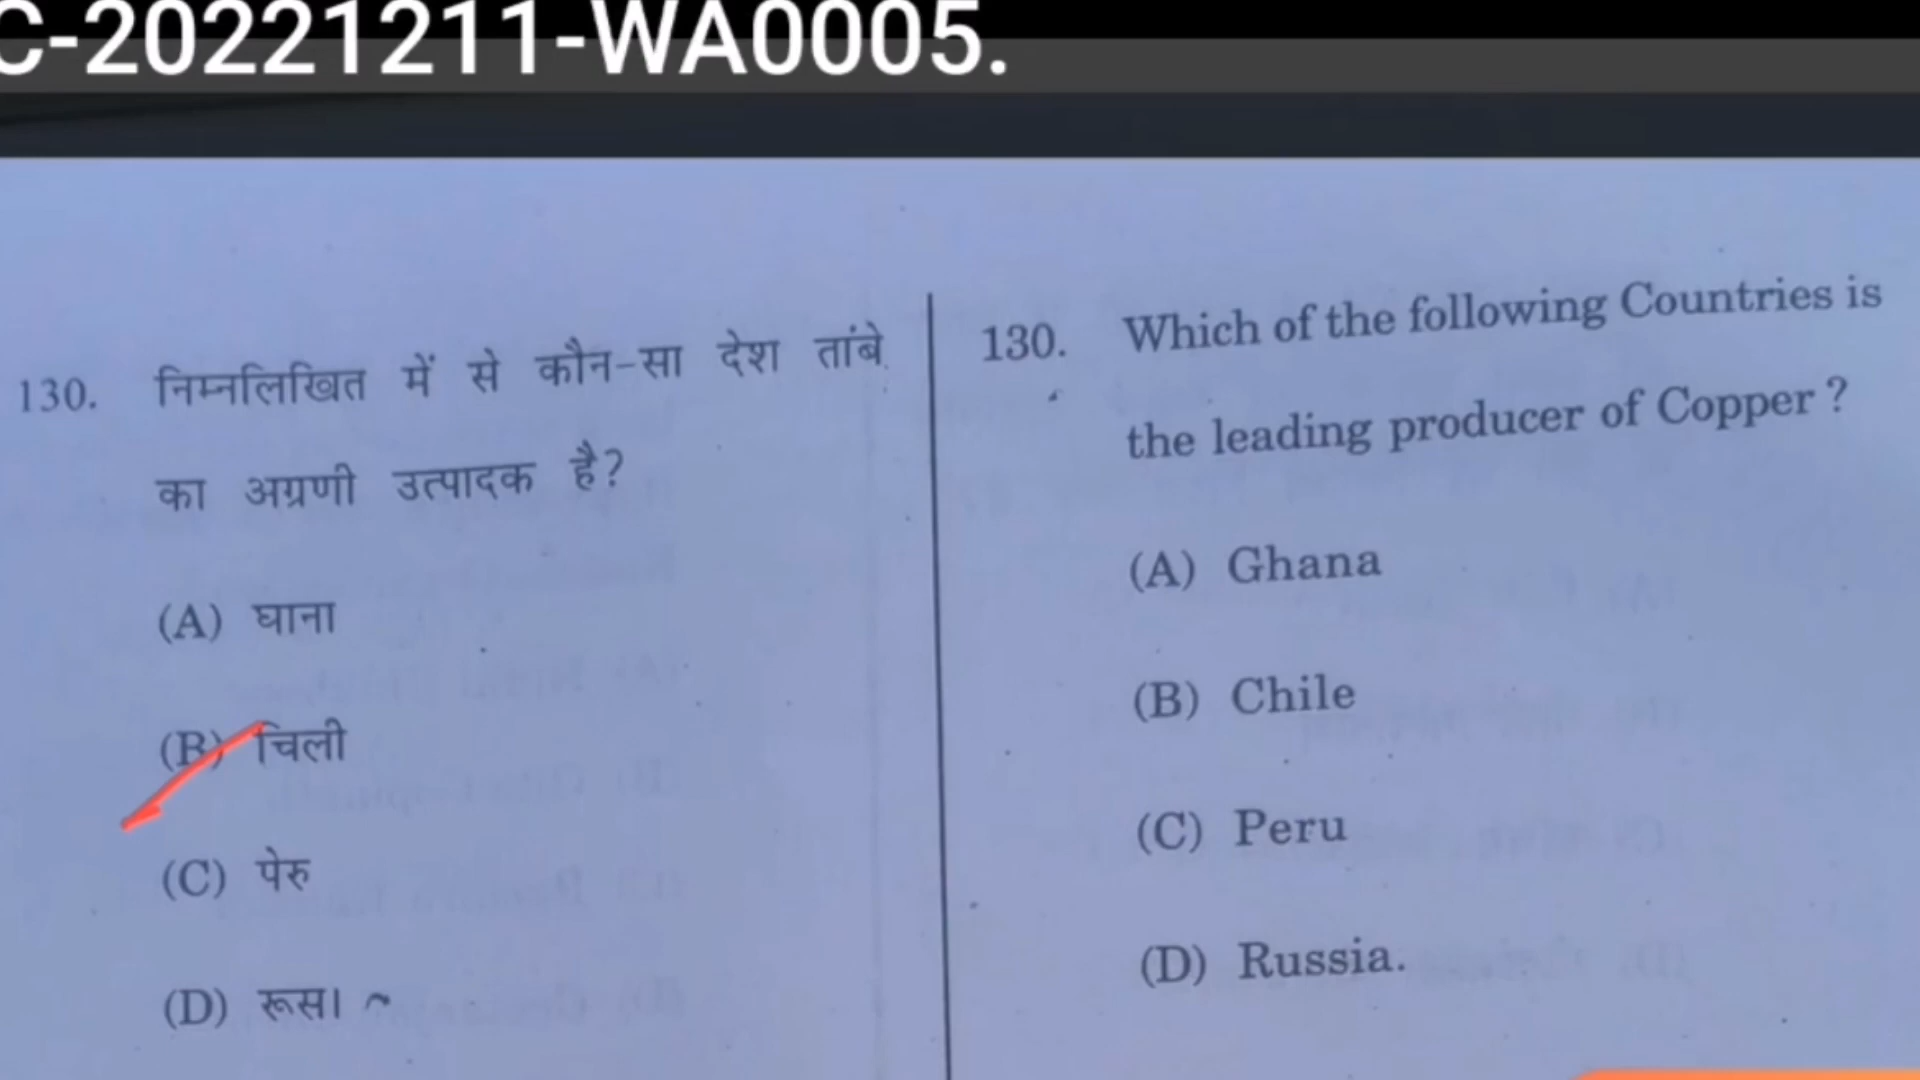 C-20221211-WA0005.
130. निम्नलिखित में से कौन-सा देश तांबे
का अग्रणी उत्पादक है?
(A) घाना
(B) चिली
(C) पेरु
(D) रूस।
130. Which of the following Countries is
the leading producer of Copper ?
(A) Ghana
(B) Chile
(C) Peru
(D) Russia.